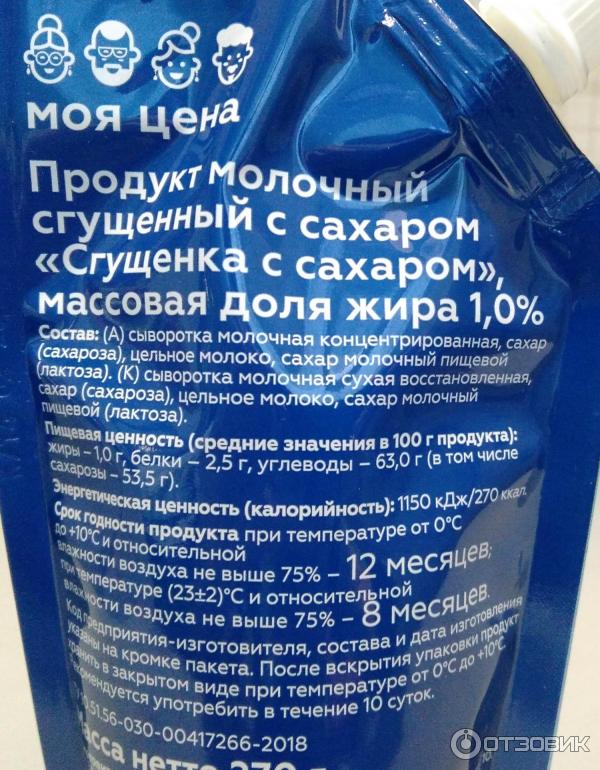 моя цена
Продукт молочный
сгущенный с сахаром
«Сгущенка с сахаром»,
массовая доля жира 1,0%
Состав: (А) сыворотка молочная концентрированная, сахар
(сахароза), цельное молоко, сахар молочный пищевой
(лактоза). (К) сыворотка молочная сухая восстановленная,
сахар (сахароза), цельное молоко, сахар молочный
пищевой (лактоза).
Пищевая ценность (средние значения в 100 г продукта):
жиры – 1,0 г, белки – 2,5 г, углеводы – 63,0 г (в том числе
сахарозы – 53,5 г).
Энергетическая ценность (калорийность): 1150 кДж/270 ккал.
Срок годности продукта при температуре от 0°С
до +10°С и относительной
влажности воздуха не выше 75% – 12 месяцев;
при температуре (23±2)°С и относительной
влажности воздуха не выше 75% – 8 месяцев.
Код предприятия-изготовителя, состава и дата изготовления
указаны на кромке пакета. После вскрытия упаковки продукт
хранить в закрытом виде при температуре от 0°С до +10°С.
Рекомендуется употребить в течение 10 суток.
51.56-030-00417266-2018
Масса нетто 270 г
ОТЗОВИК